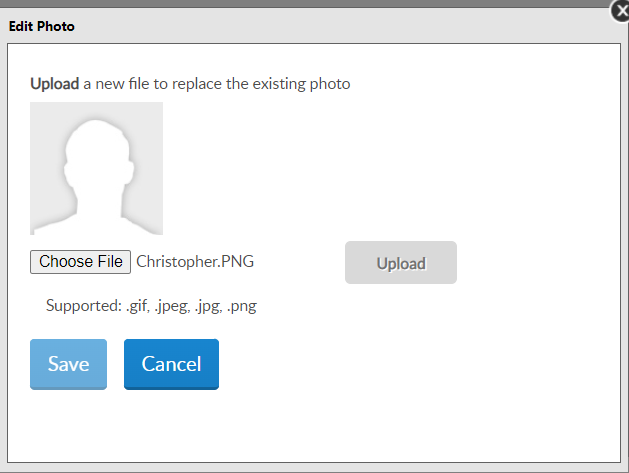 Edit Photo
Upload a new file to replace the existing photo
Choose File Christopher.PNG Upload
Supported: .gif, .jpeg, .jpg, .png
Save Cancel